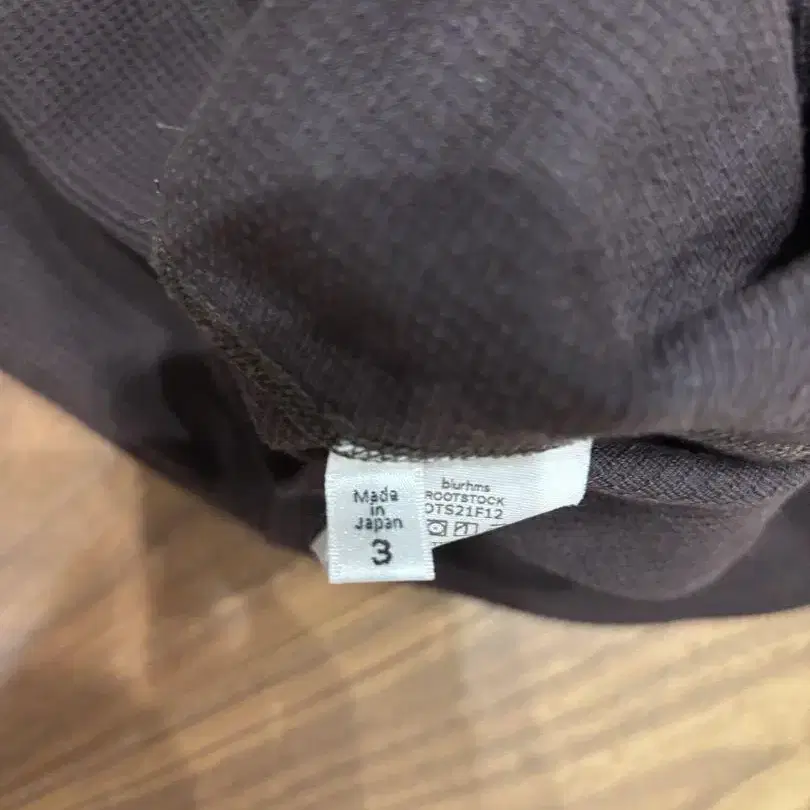 Made
in
Japan
3
blurhms
ROOTSTOCK
OTS21F12